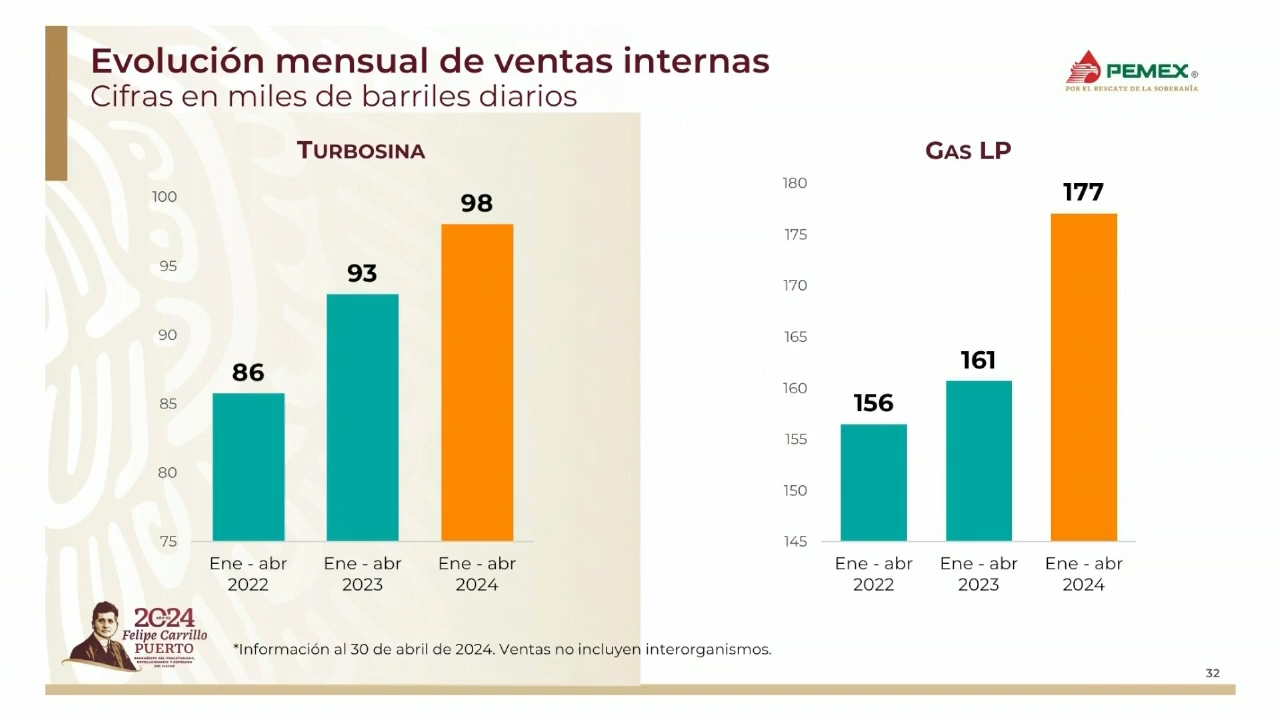 Evolución mensual de ventas internas
Cifras en miles de barriles diarios
PEMEX®
POR EL RESCATE DE LA SOBERANÍA
TURBOSINA
100
95
90
85
80
75
86
93
98
Ene - abr
2022
Ene - abr
2023
Ene - abr
2024
GAS LP
180
175
170
165
160
155
150
145
156
161
177
Ene - abr
2022
Ene - abr
2023
Ene - abr
2024
2024
Felipe Carrillo
PUERTO
*Información al 30 de abril de 2024. Ventas no incluyen interorganismos.
32